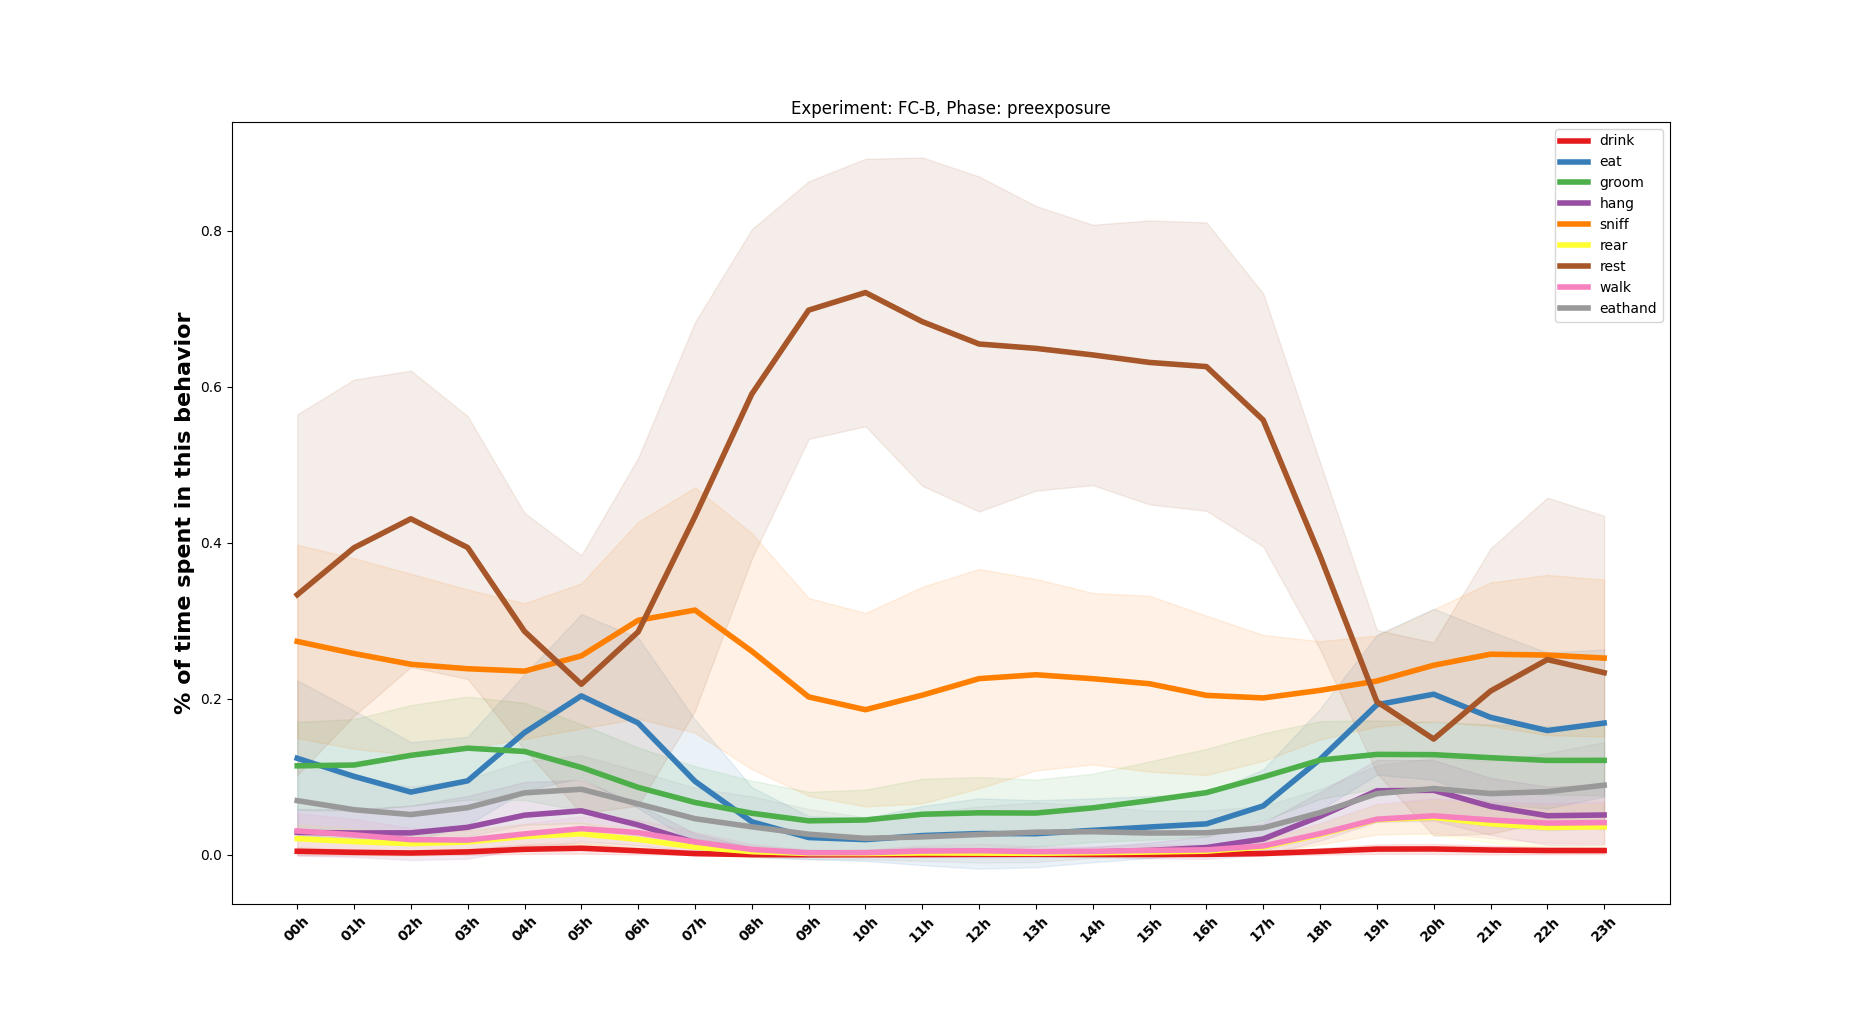 Experiment: FC-B, Phase: preexposure
drink
eat
groom
hang
sniff
rear
rest
walk
eathand
% of time spent in this behavior
0.8
0.6
0.4
0.2
0.0
00h 01h 02h 03h 04h 05h 06h 07h 08h 09h 10h 11h 12h 13h 14h 15h 16h 17h 18h 19h 20h 21h 22h 23h